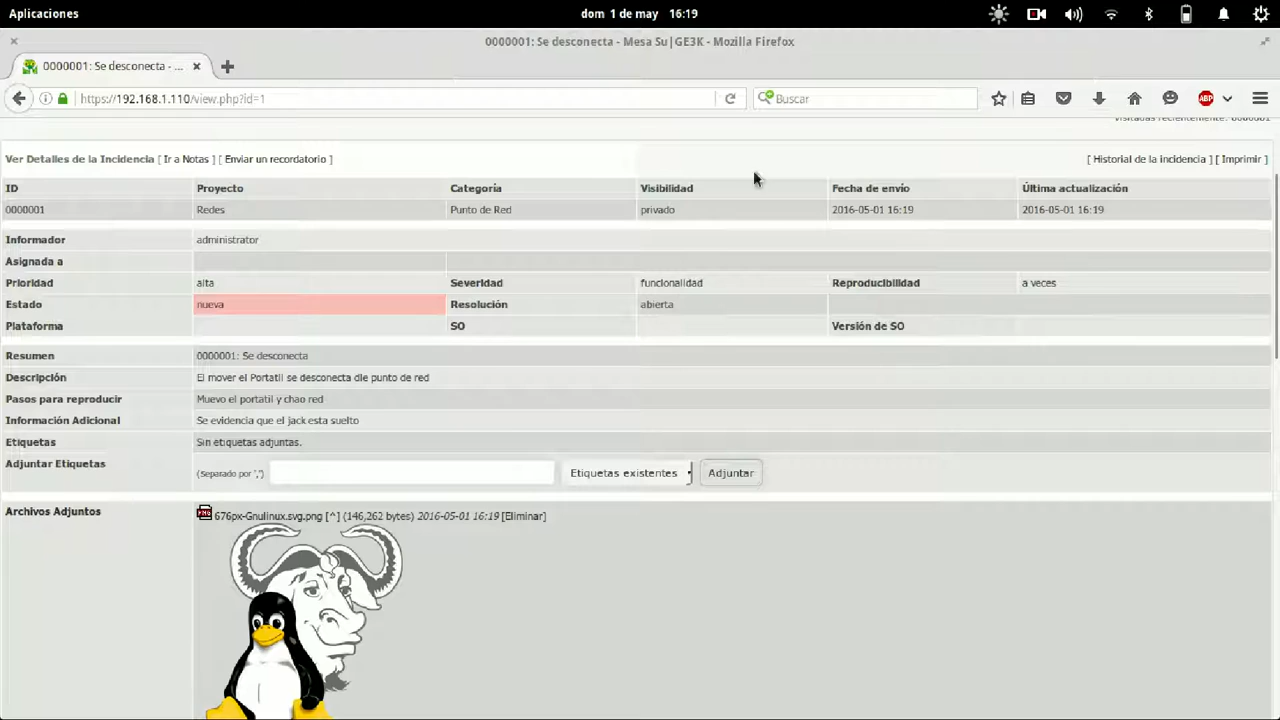 Aplicaciones
dom 1 de may 16:19
0000001: Se desconecta - Mesa Su|GE3K - Mozilla Firefox
0000001: Se desconecta - ...
https://192.168.1.110/view.php?id=1
Buscar
ABP
Visitadas recientemente: 0000001
Ver Detalles de la Incidencia [ Ir a Notas ] [ Enviar un recordatorio ]
[ Historial de la incidencia ] [ Imprimir ]
ID Proyecto Categoría Visibilidad Fecha de envío Última actualización
0000001 Redes Punto de Red privado 2016-05-01 16:19 2016-05-01 16:19
Informador administrator
Asignada a
Prioridad alta Severidad funcionalidad Reproducibilidad a veces
Estado nueva Resolución abierta
Plataforma SO Versión de SO
Resumen 0000001: Se desconecta
Descripción El mover el Portatil se desconecta dle punto de red
Pasos para reproducir Muevo el portatil y chao red
Información Adicional Se evidencia que el jack esta suelto
Etiquetas Sin etiquetas adjuntas.
Adjuntar Etiquetas (Separado por ",") Etiquetas existentes Adjuntar
Archivos Adjuntos 676px-Gnulinux.svg.png [^] (146,262 bytes) 2016-05-01 16:19 [Eliminar]